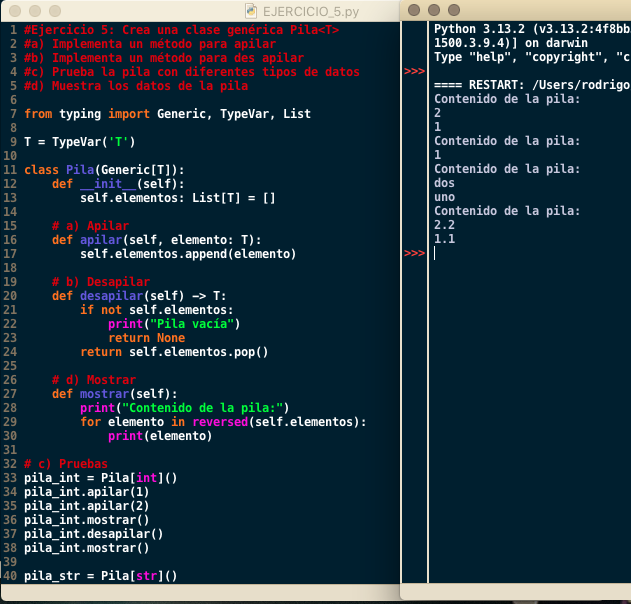 EJERCICIO_5.py
1 #Ejercicio 5: Crea una clase genérica Pila<T>
2 #a) Implementa un método para apilar
3 #b) Implementa un método para des apilar
4 #c) Prueba la pila con diferentes tipos de datos
5 #d) Muestra los datos de la pila
6
7 from typing import Generic, TypeVar, List
8
9 T = TypeVar('T')
10
11 class Pila(Generic[T]):
12     def __init__(self):
13         self.elementos: List[T] = []
14
15     # a) Apilar
16     def apilar(self, elemento: T):
17         self.elementos.append(elemento)
18
19     # b) Desapilar
20     def desapilar(self) -> T:
21         if not self.elementos:
22             print("Pila vacía")
23             return None
24         return self.elementos.pop()
25
26     # d) Mostrar
27     def mostrar(self):
28         print("Contenido de la pila:")
29         for elemento in reversed(self.elementos):
30             print(elemento)
31
32 # c) Pruebas
33 pila_int = Pila[int]()
34 pila_int.apilar(1)
35 pila_int.apilar(2)
36 pila_int.mostrar()
37 pila_int.desapilar()
38 pila_int.mostrar()
39
40 pila_str = Pila[str]()
Python 3.13.2 (v3.13.2:4f8bb
1500.3.9.4)] on darwin
Type "help", "copyright", "c
>>>
==== RESTART: /Users/rodrigo
Contenido de la pila:
2
1
Contenido de la pila:
1
Contenido de la pila:
dos
uno
Contenido de la pila:
2.2
1.1
>>>